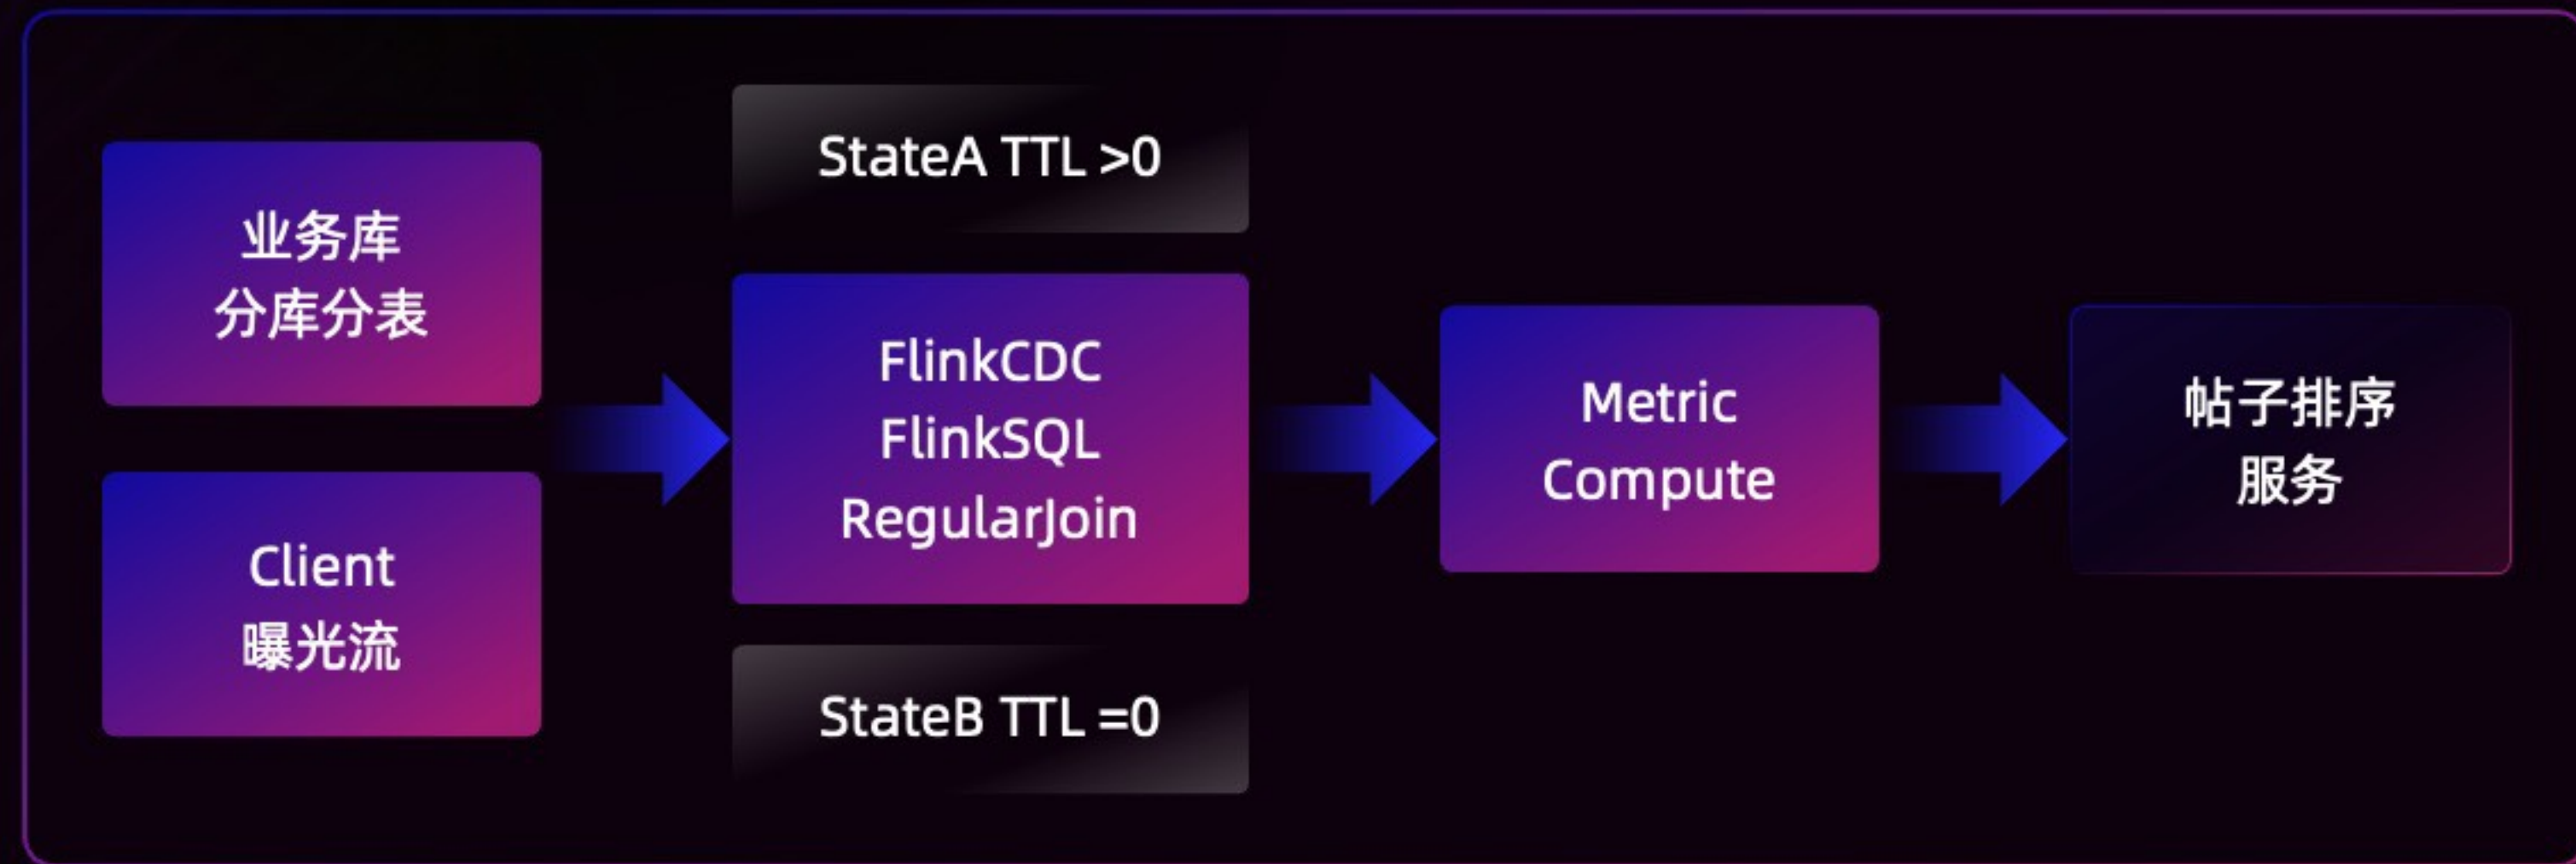 业务库
分库分表
Client
曝光流
StateA TTL >0
FlinkCDC
FlinkSQL
RegularJoin
StateB TTL =0
Metric
Compute
帖子排序
服务